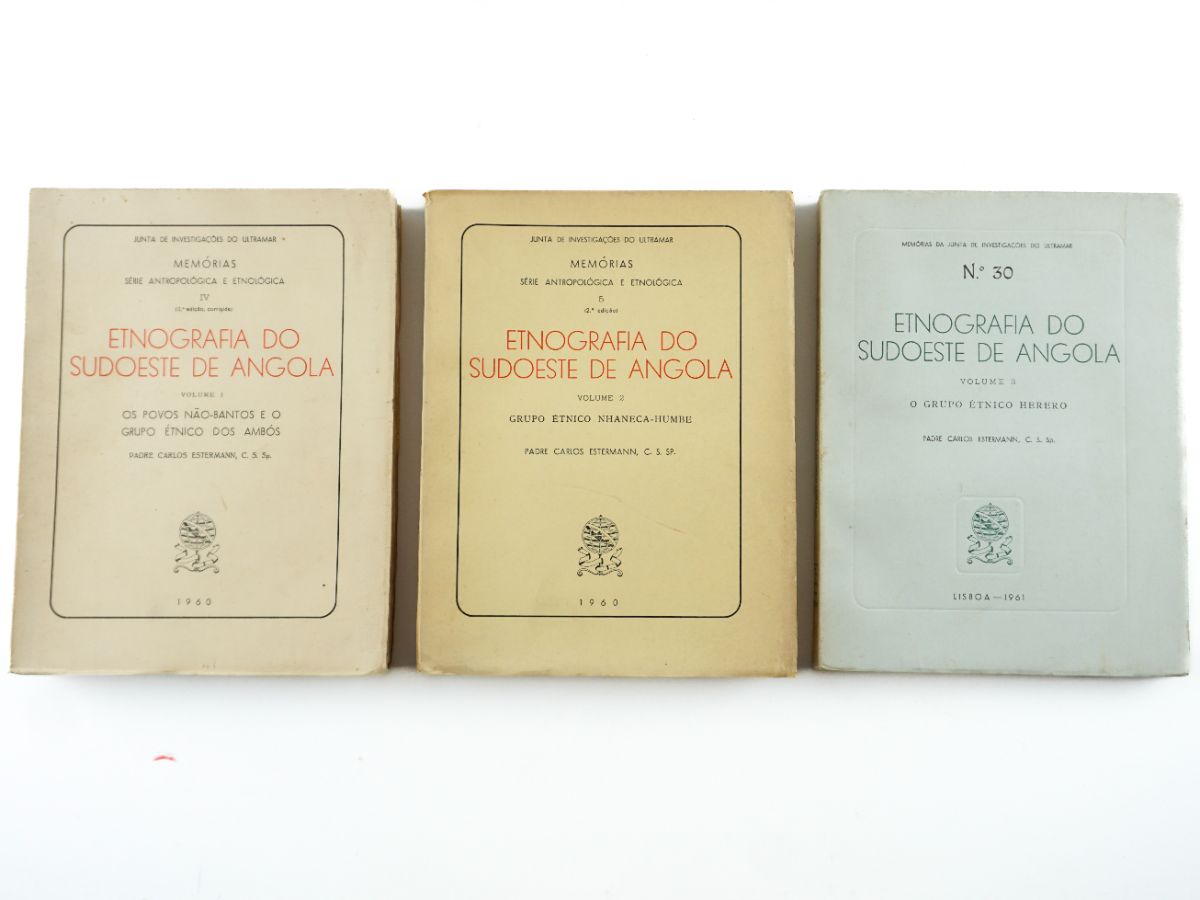 JUNTA DE INVESTIGAÇÕES DO ULTRAMAR
MEMÓRIAS
SÉRIE ANTROPOLÓGICA E ETNOLÓGICA
IV
(2.ª edição, corrigida)
ETNOGRAFIA DO
SUDOESTE DE ANGOLA
VOLUME I
OS POVOS NÃO-BANTOS E O
GRUPO ÉTNICO DOS AMBÓS
PADRE CARLOS ESTERMANN, C. S. Sp.
1960
JUNTA DE INVESTIGAÇÕES DO ULTRAMAR
MEMÓRIAS
SÉRIE ANTROPOLÓGICA E ETNOLÓGICA
5
(2.ª edição)
ETNOGRAFIA DO
SUDOESTE DE ANGOLA
VOLUME 2
GRUPO ÉTNICO NHANECA-HUMBE
PADRE CARLOS ESTERMANN, C. S. SP.
1960
MEMÓRIAS DA JUNTA DE INVESTIGAÇÕES DO ULTRAMAR
N.º 30
ETNOGRAFIA DO
SUDOESTE DE ANGOLA
VOLUME 3
O GRUPO ÉTNICO HERERO
PADRE CARLOS ESTERMANN, C. S. Sp.
LISBOA — 1961